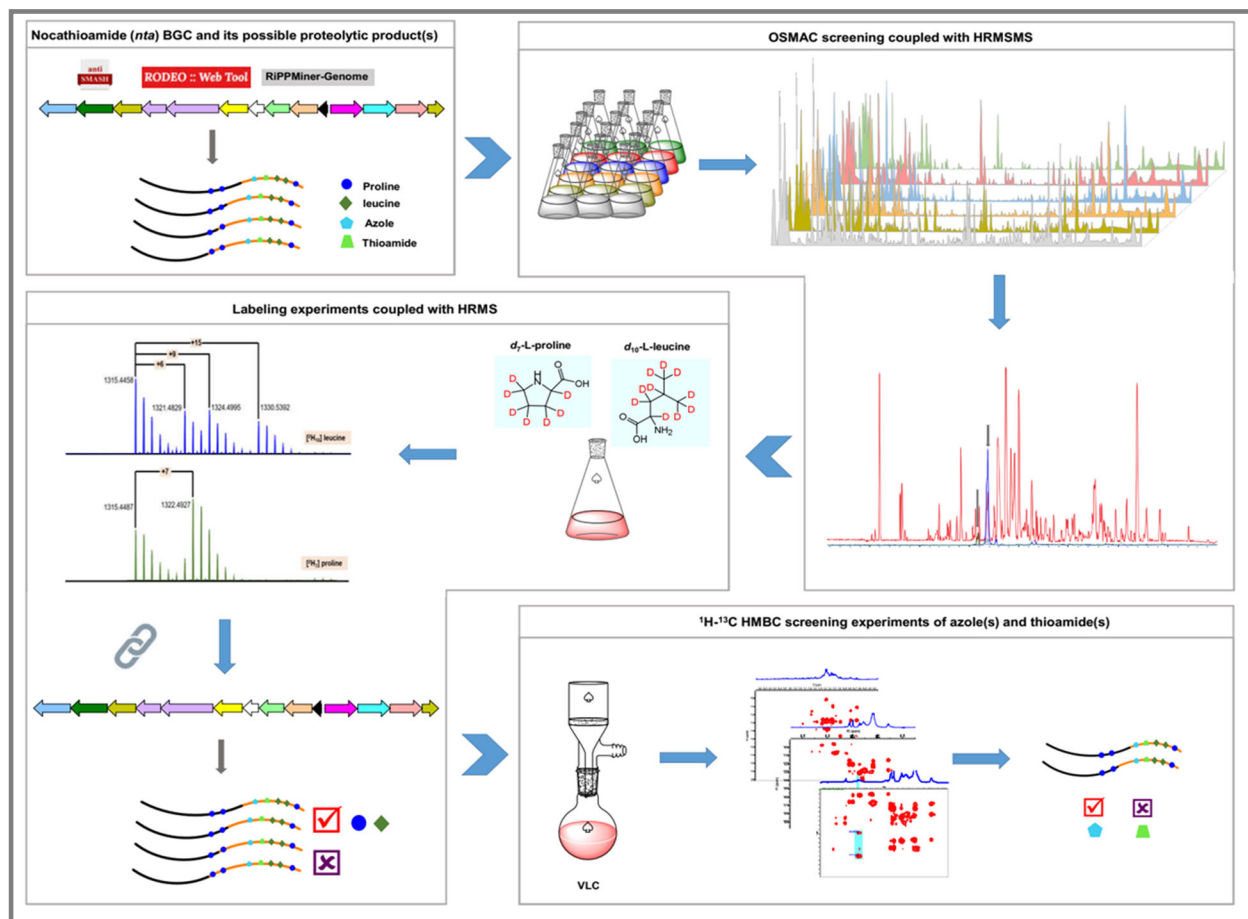 Nocathioamide (nta) BGC and its possible proteolytic product(s)
anti
SMASH
RODEO :: Web Tool
RiPPMiner-Genome
Proline
leucine
Azole
Thioamide
OSMAC screening coupled with HRMSMS
Labeling experiments coupled with HRMS
+15
+9
+6
1315.4458
1321.4829
1324.4995
1330.5392
[²H₁₀] leucine
+7
1315.4487
1322.4927
[²H₇] proline
d₇-L-proline
D
H
N
O
OH
D
D
D
D
D
D
d₁₀-L-leucine
D
D
D
D
D
D
D
D
D
D
O
OH
NH₂
¹H-¹³C HMBC screening experiments of azole(s) and thioamide(s)
VLC